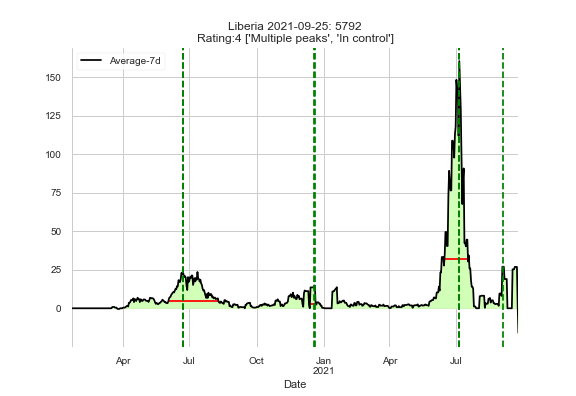 Liberia 2021-09-25: 5792
Rating:4 ['Multiple peaks', 'In control']
Average-7d
150
125
100
75
50
25
0
Apr
Jul
Oct
Jan
2021
Apr
Jul
Date